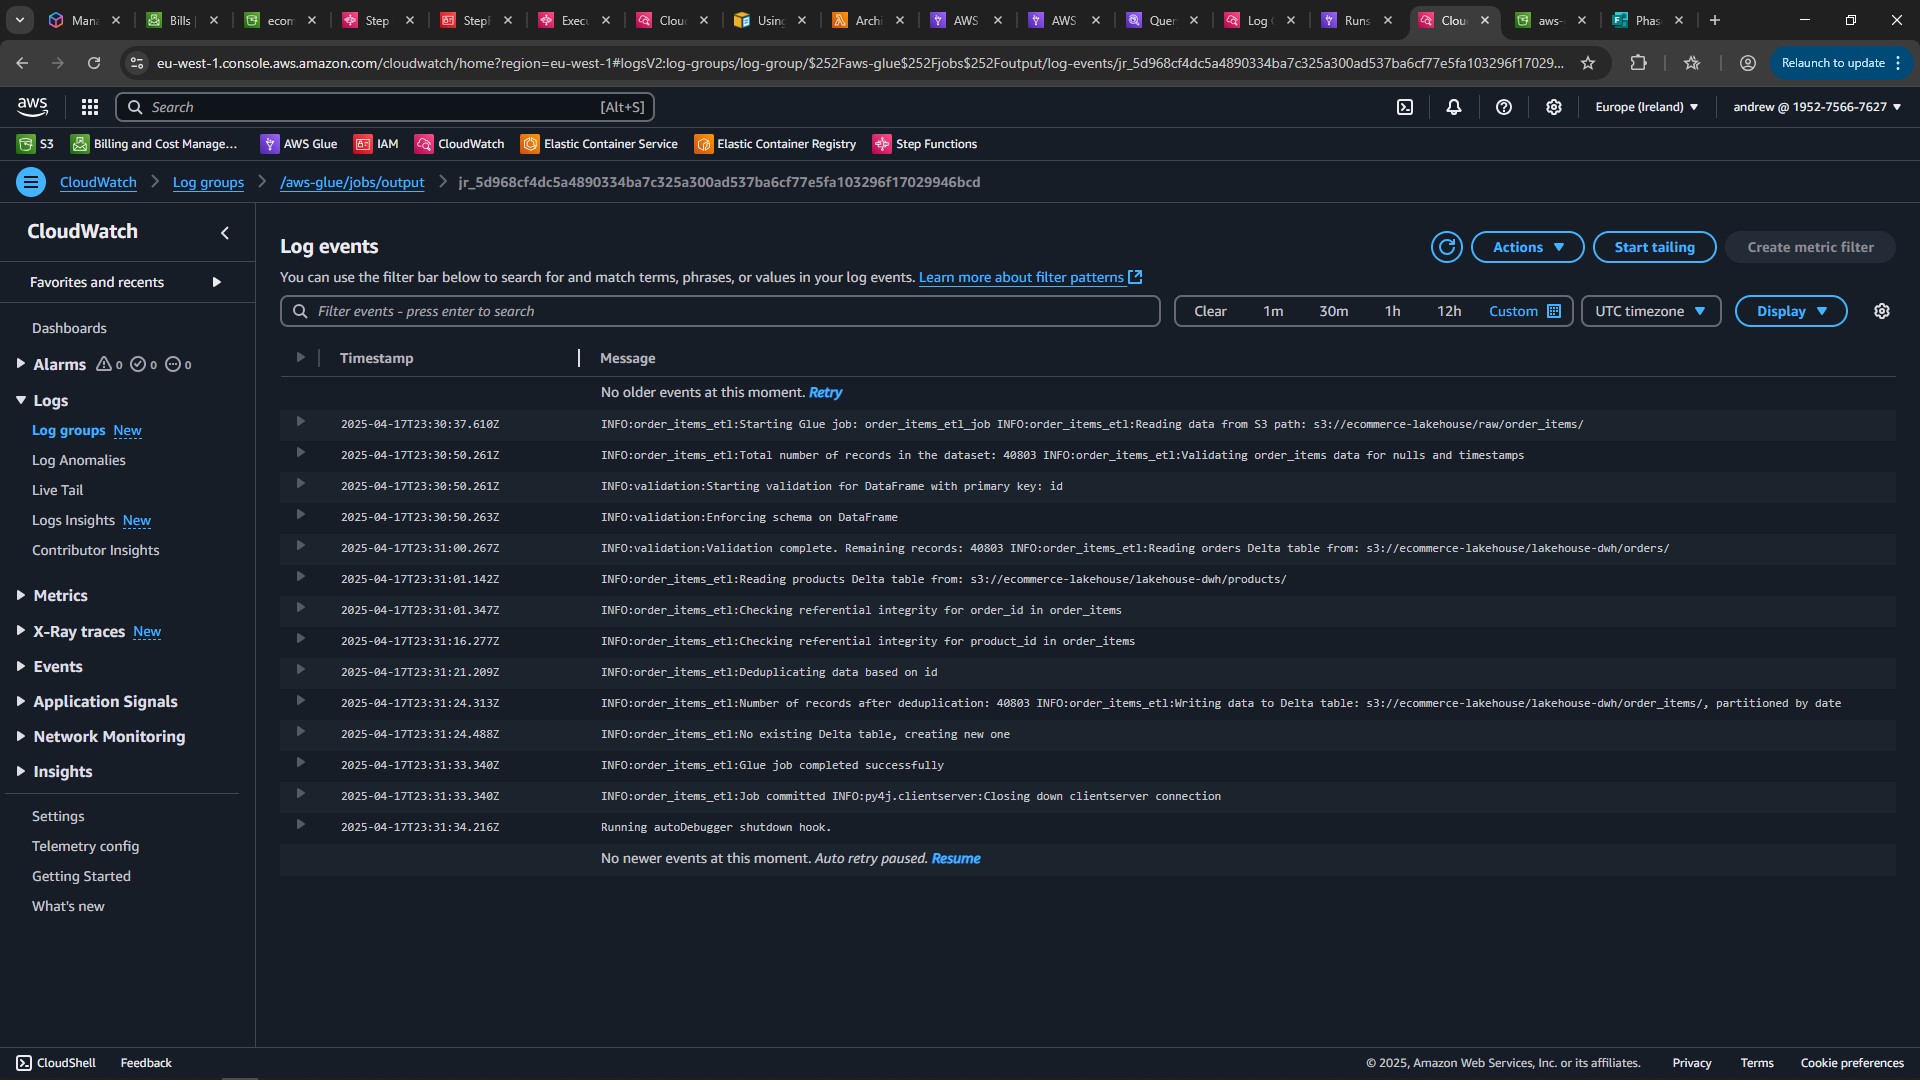 Mana
Bills
ecom
Step
StepF
Execu
Clou
Using
Archi
AWS
AWS
Quer
Log
Runs
Clou
aws-
Phas
eu-west-1.console.aws.amazon.com/cloudwatch/home?region=eu-west-1#logsV2:log-groups/log-group/$252Faws-glue$252Fjobs$252Foutput/log-events/jr_5d968cf4dc5a4890334ba7c325a300ad537ba6cf77e5fa103296f17029...
Relaunch to update
aws
Search [Alt+S]
Europe (Ireland)
andrew @ 1952-7566-7627
S3
Billing and Cost Manage...
AWS Glue
IAM
CloudWatch
Elastic Container Service
Elastic Container Registry
Step Functions
CloudWatch
Log groups
/aws-glue/jobs/output
jr_5d968cf4dc5a4890334ba7c325a300ad537ba6cf77e5fa103296f17029946bcd
CloudWatch
Favorites and recents
Dashboards
Alarms 0 0 0
Logs
Log groups New
Log Anomalies
Live Tail
Logs Insights New
Contributor Insights
Metrics
X-Ray traces New
Events
Application Signals
Network Monitoring
Insights
Settings
Telemetry config
Getting Started
What's new
Log events
Actions
Start tailing
Create metric filter
You can use the filter bar below to search for and match terms, phrases, or values in your log events. Learn more about filter patterns
Filter events - press enter to search
Clear 1m 30m 1h 12h Custom
UTC timezone
Display
Timestamp Message
No older events at this moment. Retry
2025-04-17T23:30:37.610Z INFO:order_items_etl:Starting Glue job: order_items_etl_job INFO:order_items_etl:Reading data from S3 path: s3://ecommerce-lakehouse/raw/order_items/
2025-04-17T23:30:50.261Z INFO:order_items_etl:Total number of records in the dataset: 40803 INFO:order_items_etl:Validating order_items data for nulls and timestamps
2025-04-17T23:30:50.261Z INFO:validation:Starting validation for DataFrame with primary key: id
2025-04-17T23:30:50.263Z INFO:validation:Enforcing schema on DataFrame
2025-04-17T23:31:00.267Z INFO:validation:Validation complete. Remaining records: 40803 INFO:order_items_etl:Reading orders Delta table from: s3://ecommerce-lakehouse/lakehouse-dwh/orders/
2025-04-17T23:31:01.142Z INFO:order_items_etl:Reading products Delta table from: s3://ecommerce-lakehouse/lakehouse-dwh/products/
2025-04-17T23:31:01.347Z INFO:order_items_etl:Checking referential integrity for order_id in order_items
2025-04-17T23:31:16.277Z INFO:order_items_etl:Checking referential integrity for product_id in order_items
2025-04-17T23:31:21.209Z INFO:order_items_etl:Deduplicating data based on id
2025-04-17T23:31:24.313Z INFO:order_items_etl:Number of records after deduplication: 40803 INFO:order_items_etl:Writing data to Delta table: s3://ecommerce-lakehouse/lakehouse-dwh/order_items/, partitioned by date
2025-04-17T23:31:24.488Z INFO:order_items_etl:No existing Delta table, creating new one
2025-04-17T23:31:33.340Z INFO:order_items_etl:Glue job completed successfully
2025-04-17T23:31:33.340Z INFO:order_items_etl:Job committed INFO:py4j.clientserver:Closing down clientserver connection
2025-04-17T23:31:34.216Z Running autoDebugger shutdown hook.
No newer events at this moment. Auto retry paused. Resume
CloudShell
Feedback
© 2025, Amazon Web Services, Inc. or its affiliates.
Privacy
Terms
Cookie preferences